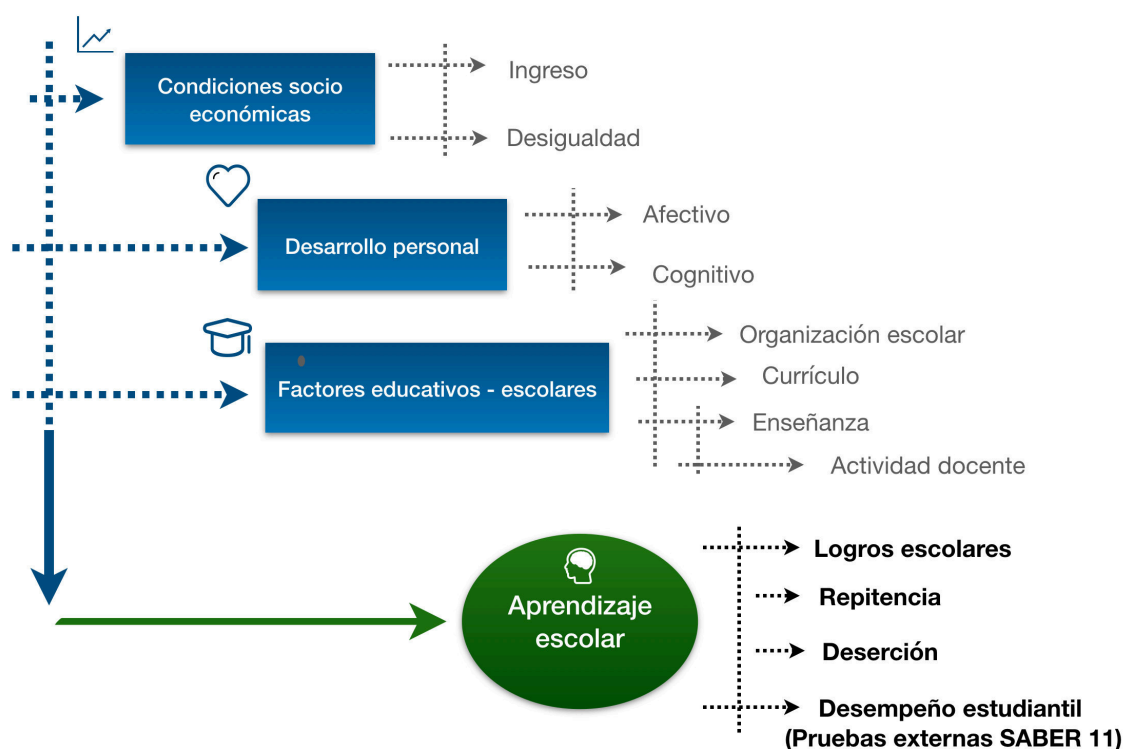 Condiciones socio
económicas
Ingreso
Desigualdad
Desarrollo personal
Afectivo
Cognitivo
Factores educativos - escolares
Organización escolar
Currículo
Enseñanza
Actividad docente
Aprendizaje
escolar
Logros escolares
Repitencia
Deserción
Desempeño estudiantil
(Pruebas externas SABER 11)